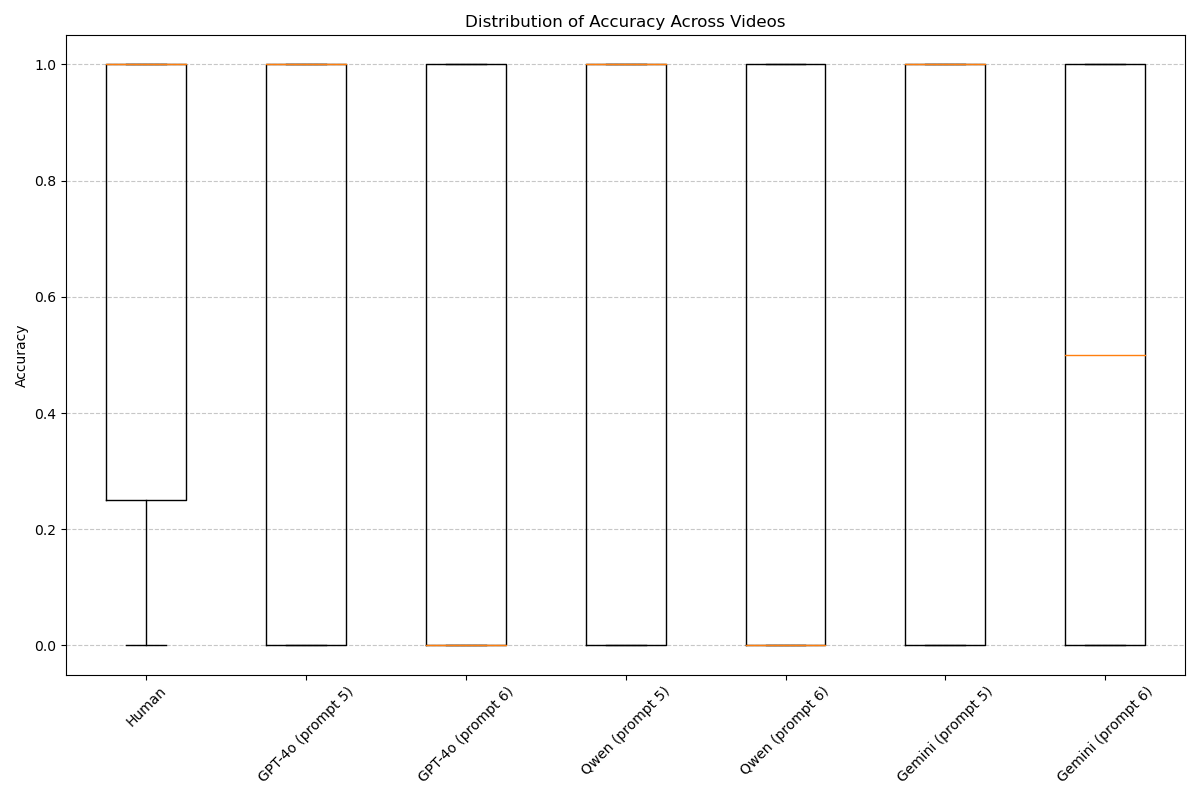 Distribution of Accuracy Across Videos
Accuracy
1.0
0.8
0.6
0.4
0.2
0.0
Human
GPT-4o (prompt 5)
GPT-4o (prompt 6)
Qwen (prompt 5)
Qwen (prompt 6)
Gemini (prompt 5)
Gemini (prompt 6)